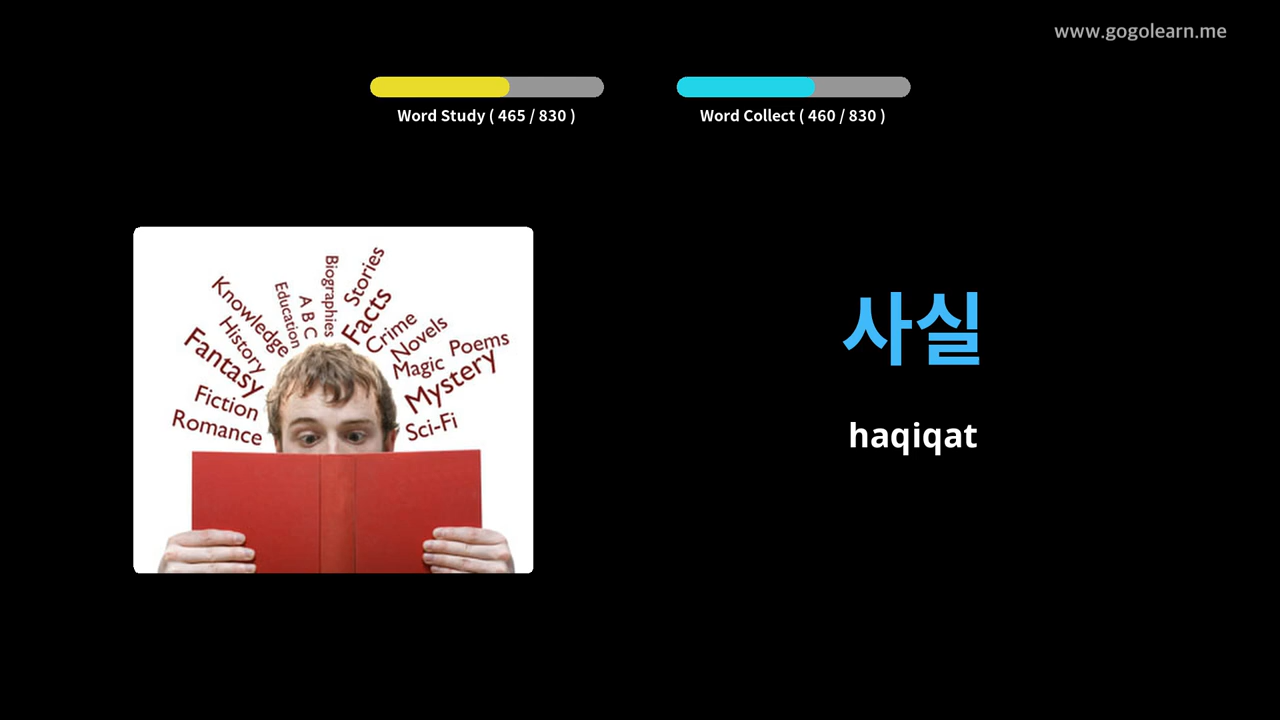 www.gogolearn.me
Word Study ( 465 / 830 )
Word Collect ( 460 / 830 )
Knowledge
Education
A B C
Biographies
Stories
Facts
History
Crime
Novels
Fantasy
Magic
Poems
Fiction
Mystery
Romance
Sci-Fi
사실
haqiqat